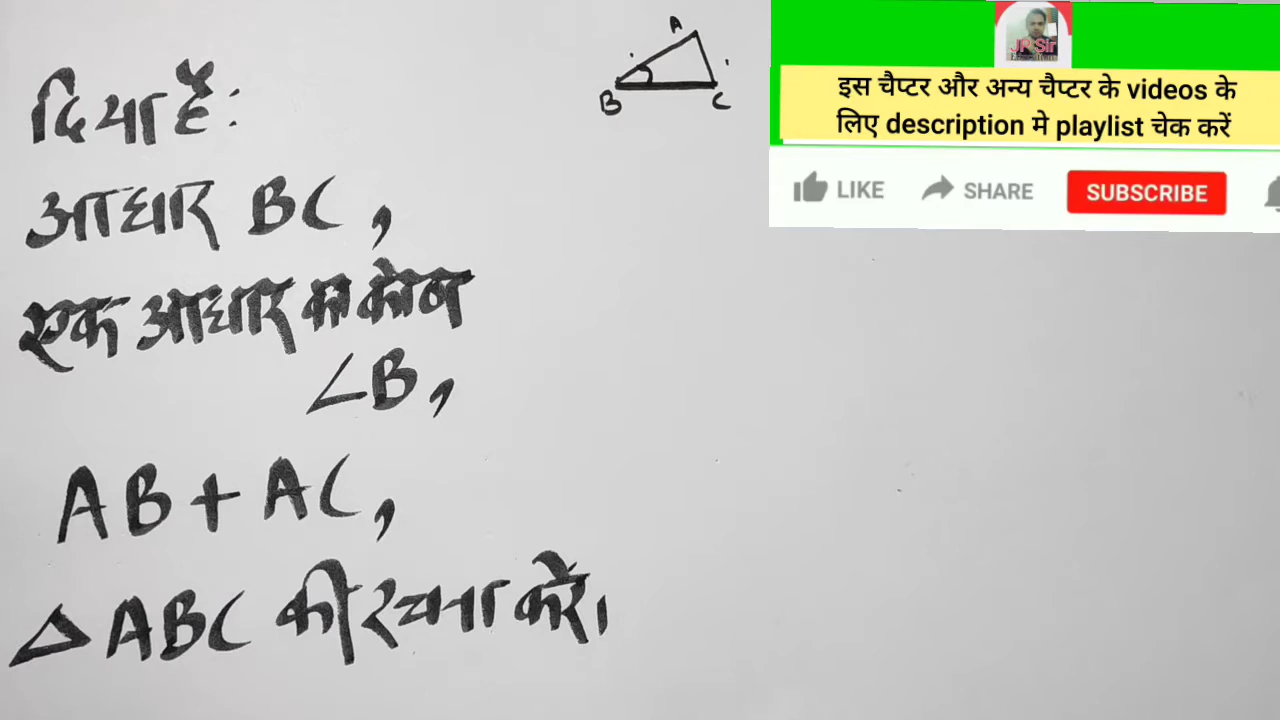 दिया है:
आधार BC,
एक आधार का कोण
∠B,
AB + AC,
△ABC की रचना करें।
A
B
C
JP Sir
Education
इस चैप्टर और अन्य चैप्टर के videos के
लिए description मे playlist चेक करें
LIKE
SHARE
SUBSCRIBE